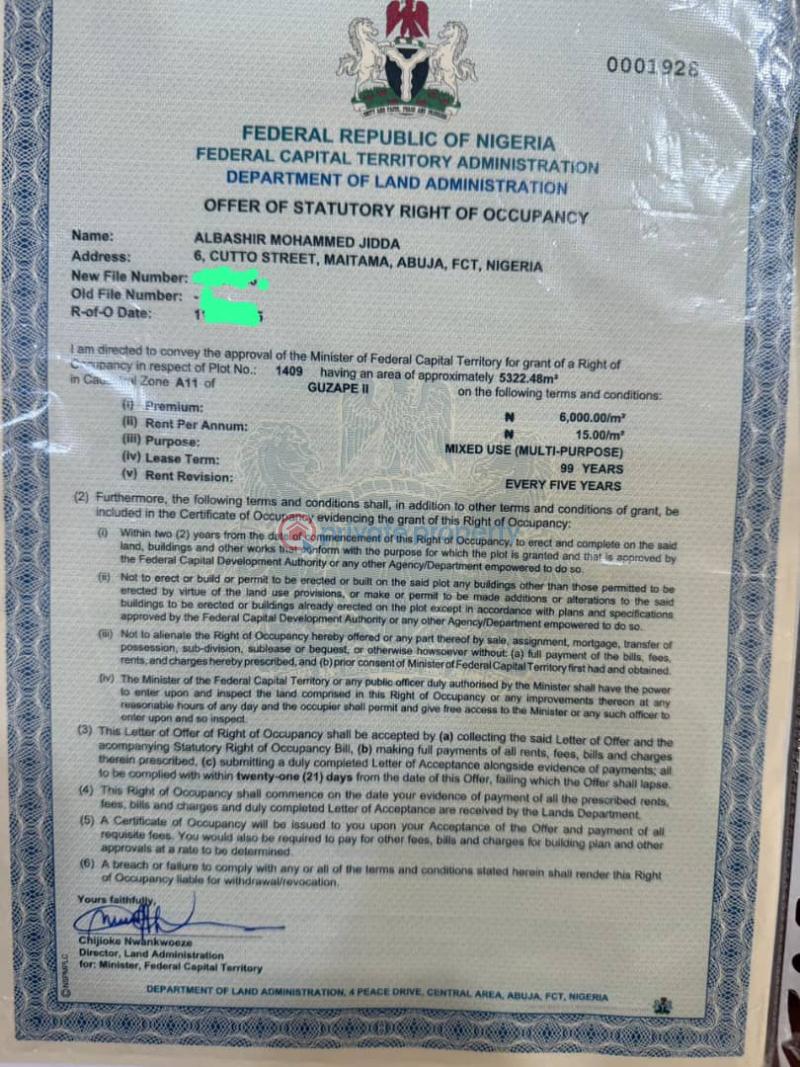 0001928
FEDERAL REPUBLIC OF NIGERIA
FEDERAL CAPITAL TERRITORY ADMINISTRATION
DEPARTMENT OF LAND ADMINISTRATION
OFFER OF STATUTORY RIGHT OF OCCUPANCY
Name: ALBASHIR MOHAMMED JIDDA
Address: 6, CUTTO STREET, MAITAMA, ABUJA, FCT, NIGERIA
New File Number:
Old File Number: -
R-of-O Date:
I am directed to convey the approval of the Minister of Federal Capital Territory for grant of a Right of
Occupancy in respect of Plot No.: 1409 having an area of approximately 5322.48m²
in Zone A11 of GUZAPE II on the following terms and conditions:
(i) Premium: ₦ 6,000.00/m²
(ii) Rent Per Annum: ₦ 15.00/m²
(iii) Purpose: MIXED USE (MULTI-PURPOSE)
(iv) Lease Term: 99 YEARS
(v) Rent Revision: EVERY FIVE YEARS
(2) Furthermore, the following terms and conditions shall, in addition to other terms and conditions of grant, be
included in the Certificate of Occupancy evidencing the grant of this Right of Occupancy:
private property
(i) Within two (2) years from the date of commencement of this Right of Occupancy, to erect and complete on the said
land, buildings and other works that conform with the purpose for which the plot is granted and that is approved by
the Federal Capital Development Authority or any other Agency/Department empowered to do so.
(ii) Not to erect or build or permit to be erected or built on the said plot any buildings other than those permitted to be
erected by virtue of the land use provisions, or make or permit to be made additions or alterations to the said
buildings to be erected or buildings already erected on the plot except in accordance with plans and specifications
approved by the Federal Capital Development Authority or any other Agency/Department empowered to do so.
(iii) Not to alienate the Right of Occupancy hereby offered or any part thereof by sale, assignment, mortgage, transfer of
possession, sub-division, sublease or bequest, or otherwise howsoever without: (a) full payment of the bills, fees,
rents, and charges hereby prescribed, and (b) prior consent of Minister of Federal Capital Territory first had and obtained.
(iv) The Minister of the Federal Capital Territory or any public officer duly authorised by the Minister shall have the power
to enter upon and inspect the land comprised in this Right of Occupancy or any improvements thereon at any
reasonable hours of any day and the occupier shall permit and give free access to the Minister or any such officer to
enter upon and so inspect.
(3) This Letter of Offer of Right of Occupancy shall be accepted by (a) collecting the said Letter of Offer and the
acompanying Statutory Right of Occupancy Bill, (b) making full payments of all rents, fees, bills and charges
therein prescribed, (c) submitting a duly completed Letter of Acceptance alongside evidence of payments; all
to be complied with within twenty-one (21) days from the date of this Offer, failing which the Offer shall lapse.
(4) This Right of Occupancy shall commence on the date your evidence of payment of all the prescribed rents,
fees, bills and charges and duly completed Letter of Acceptance are received by the Lands Department.
(5) A Certificate of Occupancy will be issued to you upon your Acceptance of the Offer and payment of all
requisite fees. You would also be required to pay for other fees, bills and charges for building plan and other
approvals at a rate to be determined.
(6) A breach or failure to comply with any or all of the terms and conditions stated herein shall render this Right
of Occupancy liable for withdrawal/revocation.
Yours faithfully,
Chijioke Nwankwoeze
Director, Land Administration
for: Minister, Federal Capital Territory
©NSPMPLC
DEPARTMENT OF LAND ADMINISTRATION, 4 PEACE DRIVE, CENTRAL AREA, ABUJA, FCT, NIGERIA